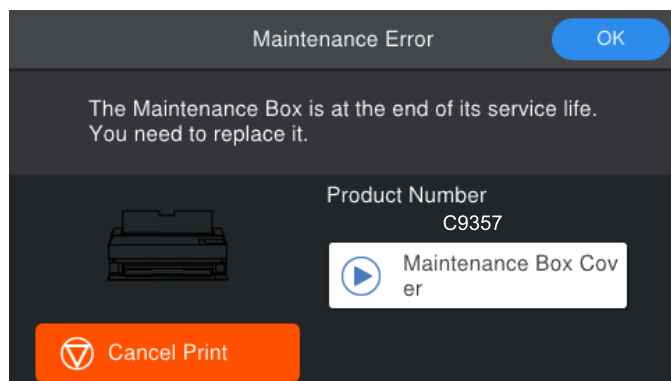 Maintenance Error
OK
The Maintenance Box is at the end of its service life.
You need to replace it.
Product Number
C9357
Maintenance Box Cov
er
Cancel Print